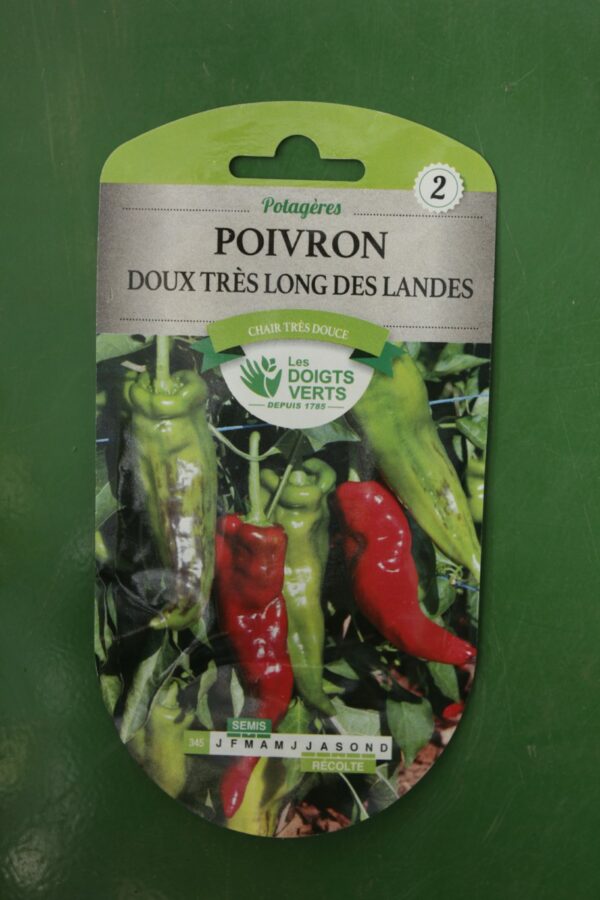 2
Potagères
POIVRON
DOUX TRÈS LONG DES LANDES
CHAIR TRÈS DOUCE
Les
DOIGTS
VERTS
DEPUIS 1785
SEMIS
345 J F M A M J J A S O N D
RÉCOLTE